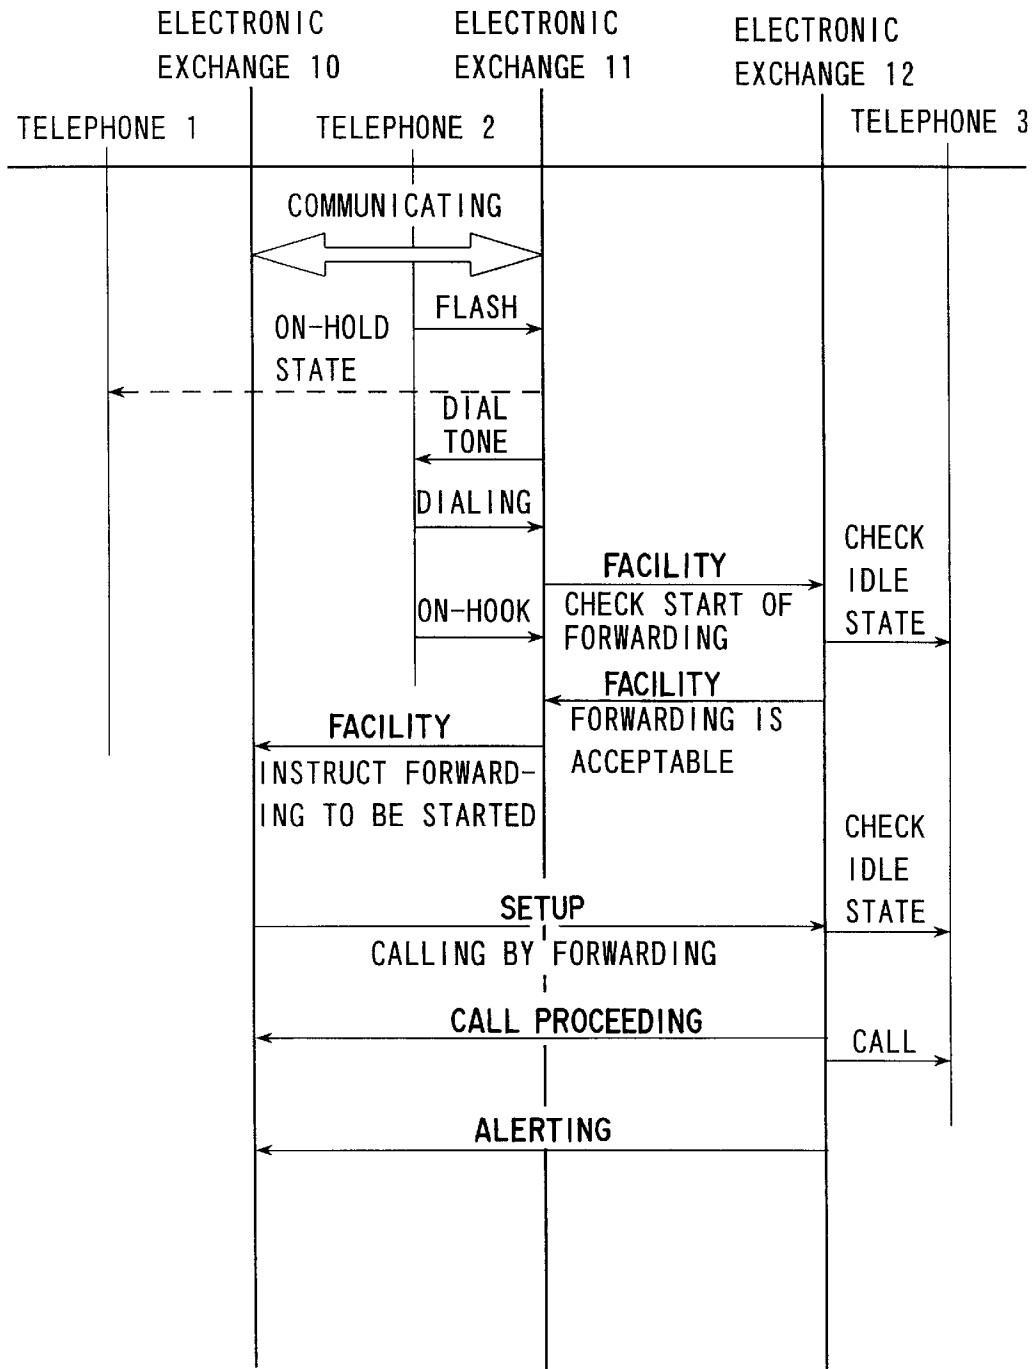 ELECTRONIC
EXCHANGE 10
ELECTRONIC
EXCHANGE 11
ELECTRONIC
EXCHANGE 12
TELEPHONE 1
TELEPHONE 2
TELEPHONE 3
COMMUNICATING
FLASH
ON-HOLD
STATE
DIAL
TONE
DIALING
FACILITY
CHECK START OF
FORWARDING
CHECK
IDLE
STATE
ON-HOOK
FACILITY
FORWARDING IS
ACCEPTABLE
FACILITY
INSTRUCT FORWARD-
ING TO BE STARTED
CHECK
IDLE
STATE
SETUP
CALLING BY FORWARDING
CALL PROCEEDING
CALL
ALERTING